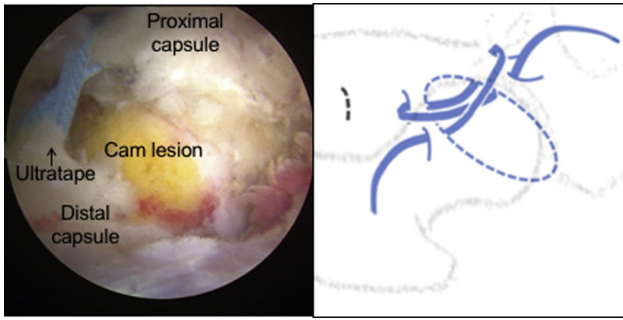 Proximal
capsule
Cam lesion
Ultratape
Distal
capsule